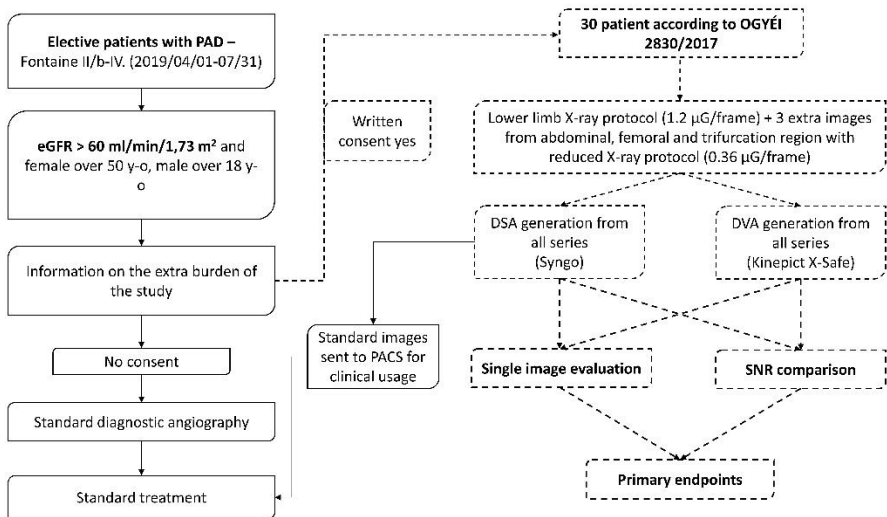 Elective patients with PAD –
Fontaine II/b-IV. (2019/04/01-07/31)
eGFR > 60 ml/min/1,73 m² and
female over 50 y-o, male over 18 y-
o
Information on the extra burden of
the study
No consent
Standard diagnostic angiography
Standard treatment
Written
consent yes
30 patient according to OGYÉI
2830/2017
Lower limb X-ray protocol (1.2 µG/frame) + 3 extra images
from abdominal, femoral and trifurcation region with
reduced X-ray protocol (0.36 µG/frame)
DSA generation from
all series
(Syngo)
DVA generation from
all series
(Kinepict X-Safe)
Standard images
sent to PACS for
clinical usage
Single image evaluation
SNR comparison
Primary endpoints